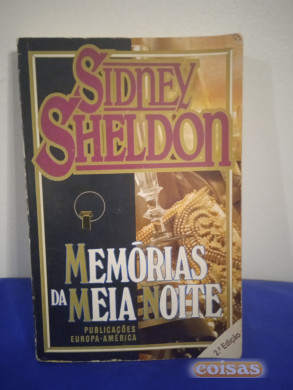 SIDNEY
SHELDON
MEMÓRIAS
DA MEIA NOITE
PUBLICAÇÕES
EUROPA-AMÉRICA
2.ª Edição
coisas